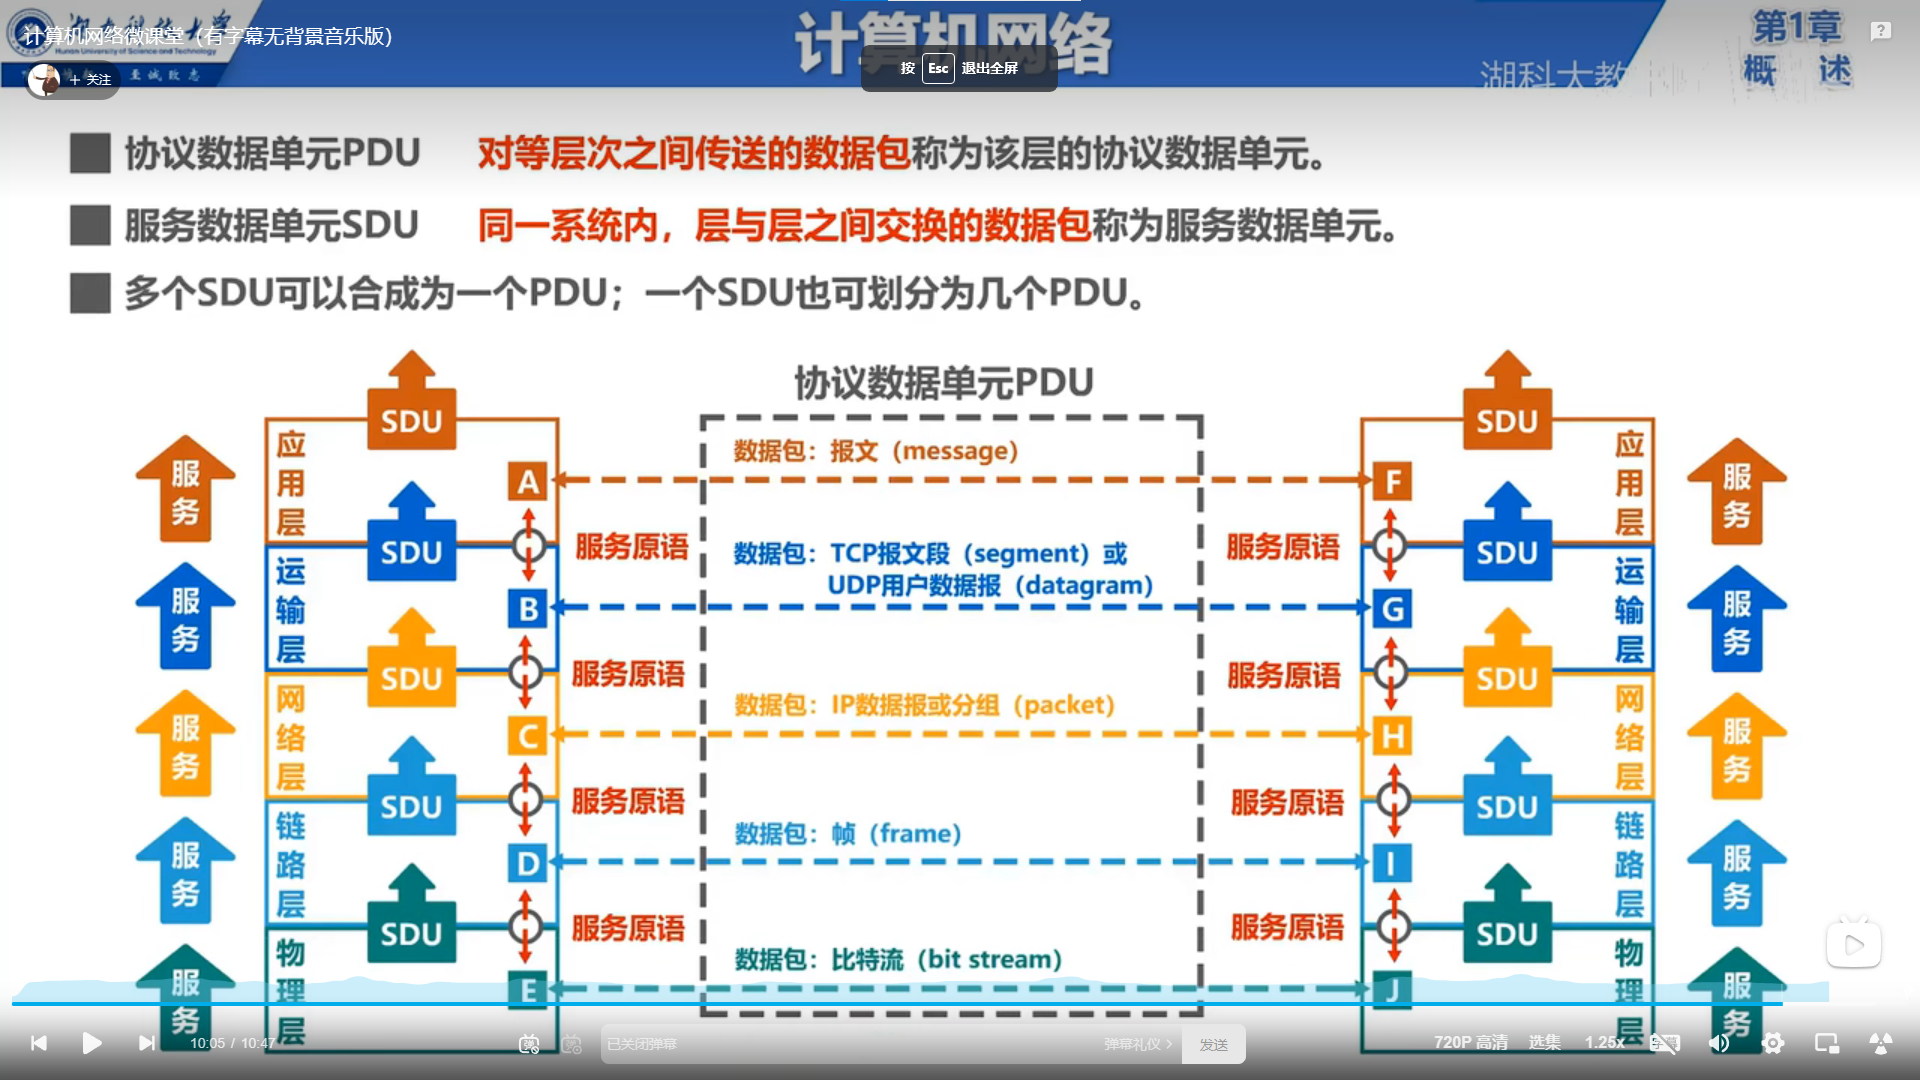 计算机网络
第1章
概 述
计算机网络微课堂（有字幕无背景音乐版）
Hunan University of Science and Technology
至诚致志
+ 关注
按 Esc 退出全屏
湖科大教
协议数据单元PDU 对等层次之间传送的数据包称为该层的协议数据单元。
服务数据单元SDU 同一系统内，层与层之间交换的数据包称为服务数据单元。
多个SDU可以合成为一个PDU；一个SDU也可划分为几个PDU。
协议数据单元PDU
服务
应用层
SDU
A
数据包：报文（message）
F
SDU
应用层
服务
服务原语
服务原语
服务
运输层
SDU
B
数据包：TCP报文段（segment）或
UDP用户数据报（datagram）
G
SDU
运输层
服务
服务原语
服务原语
服务
网络层
SDU
C
数据包：IP数据报或分组（packet）
H
SDU
网络层
服务
服务原语
服务原语
服务
链路层
SDU
D
数据包：帧（frame）
I
SDU
链路层
服务
服务原语
服务原语
服务
物理层
SDU
E
数据包：比特流（bit stream）
J
SDU
物理层
服务
10:05 / 10:47
弹
弹
已关闭弹幕
弹幕礼仪 >
发送
720P 高清
选集
1.25x
字幕